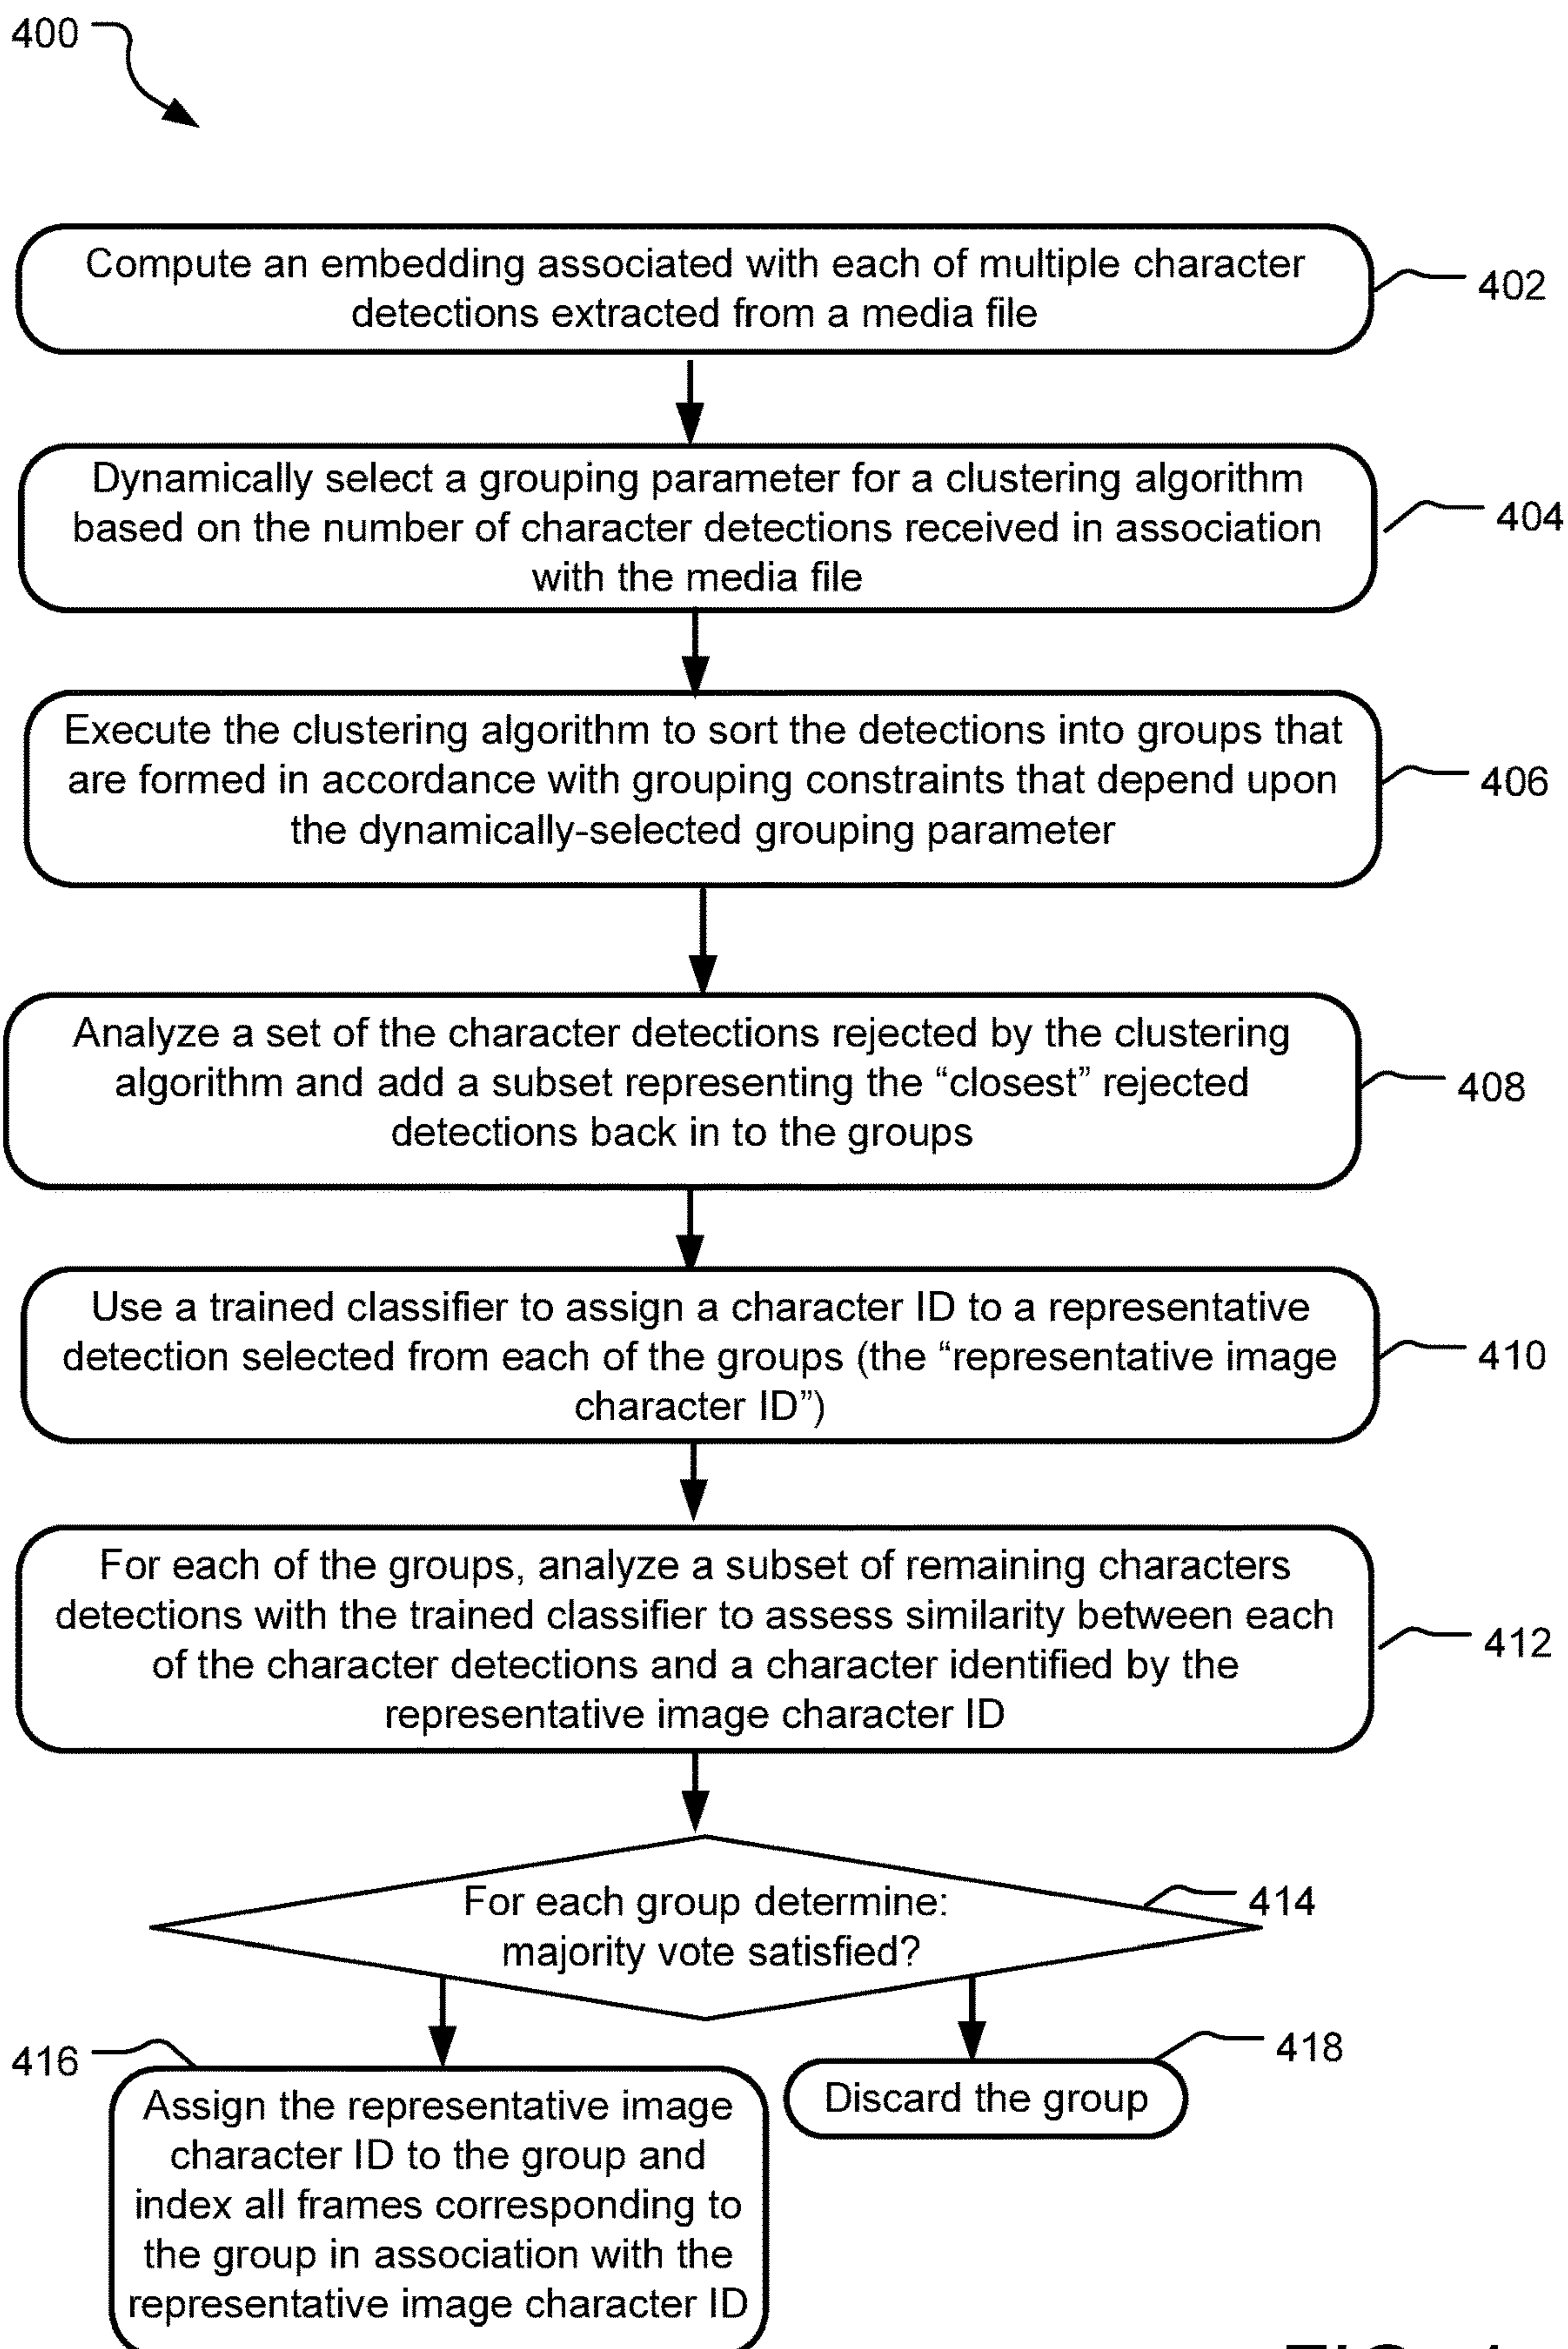 400
Compute an embedding associated with each of multiple character
detections extracted from a media file
402
Dynamically select a grouping parameter for a clustering algorithm
based on the number of character detections received in association
with the media file
404
Execute the clustering algorithm to sort the detections into groups that
are formed in accordance with grouping constraints that depend upon
the dynamically-selected grouping parameter
406
Analyze a set of the character detections rejected by the clustering
algorithm and add a subset representing the “closest” rejected
detections back in to the groups
408
Use a trained classifier to assign a character ID to a representative
detection selected from each of the groups (the “representative image
character ID”)
410
For each of the groups, analyze a subset of remaining characters
detections with the trained classifier to assess similarity between each
of the character detections and a character identified by the
representative image character ID
412
For each group determine:
majority vote satisfied?
414
416
Assign the representative image
character ID to the group and
index all frames corresponding to
the group in association with the
representative image character ID
418
Discard the group